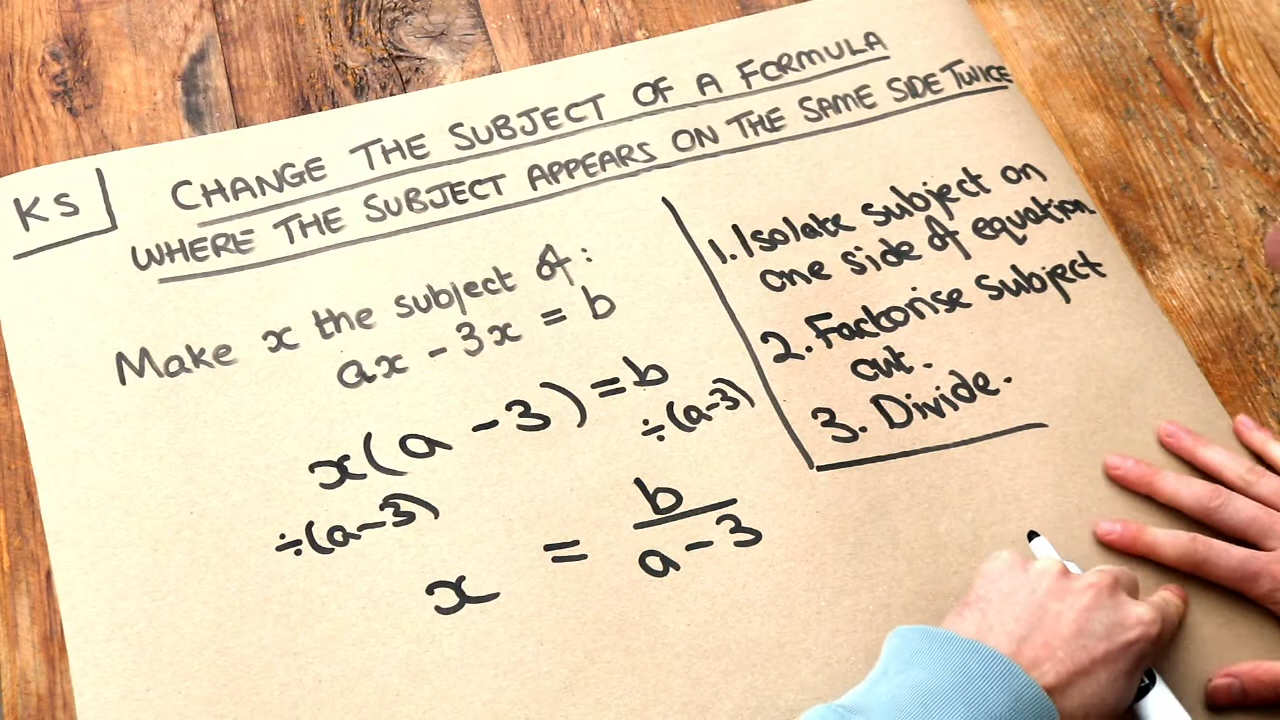 KS
CHANGE THE SUBJECT OF A FORMULA
WHERE THE SUBJECT APPEARS ON THE SAME SIDE TWICE
Make x the subject of:
ax - 3x = b
x(a - 3) = b
÷(a-3) ÷(a-3)
x = b/(a-3)
1. Isolate subject on
one side of equation
2. Factorise subject
out.
3. Divide.